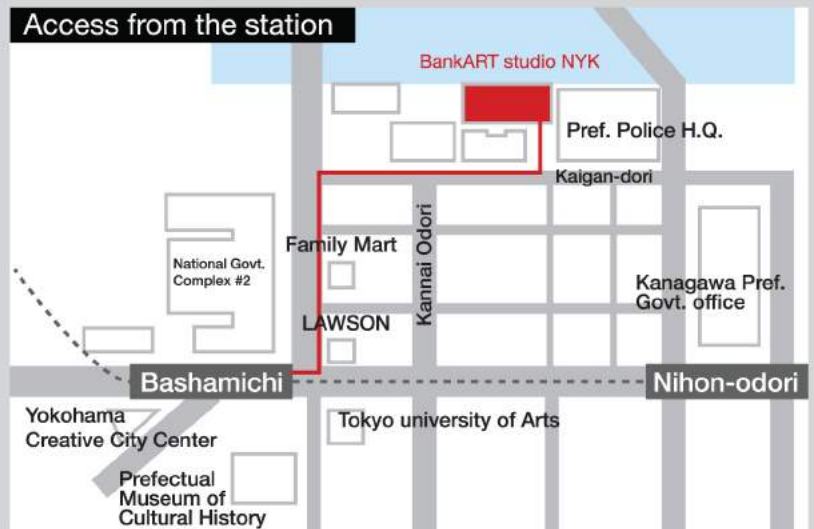 Access from the station
BankART studio NYK
Pref. Police H.Q.
Kaigan-dori
Kannai Odori
Family Mart
National Govt.
Complex #2
Kanagawa Pref.
Govt. office
LAWSON
Bashamichi
Nihon-odori
Yokohama
Creative City Center
Tokyo university of Arts
Prefectual
Museum of
Cultural History